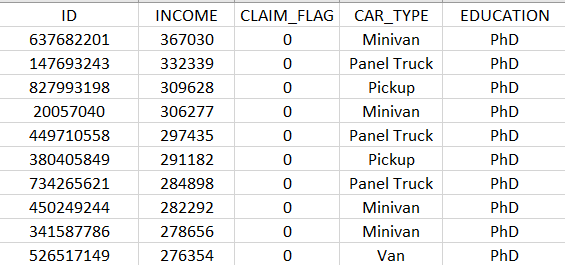 ID INCOME CLAIM_FLAG CAR_TYPE EDUCATION
637682201 367030 0 Minivan PhD
147693243 332339 0 Panel Truck PhD
827993198 309628 0 Pickup PhD
20057040 306277 0 Minivan PhD
449710558 297435 0 Panel Truck PhD
380405849 291182 0 Pickup PhD
734265621 284898 0 Panel Truck PhD
450249244 282292 0 Minivan PhD
341587786 278656 0 Minivan PhD
526517149 276354 0 Van PhD